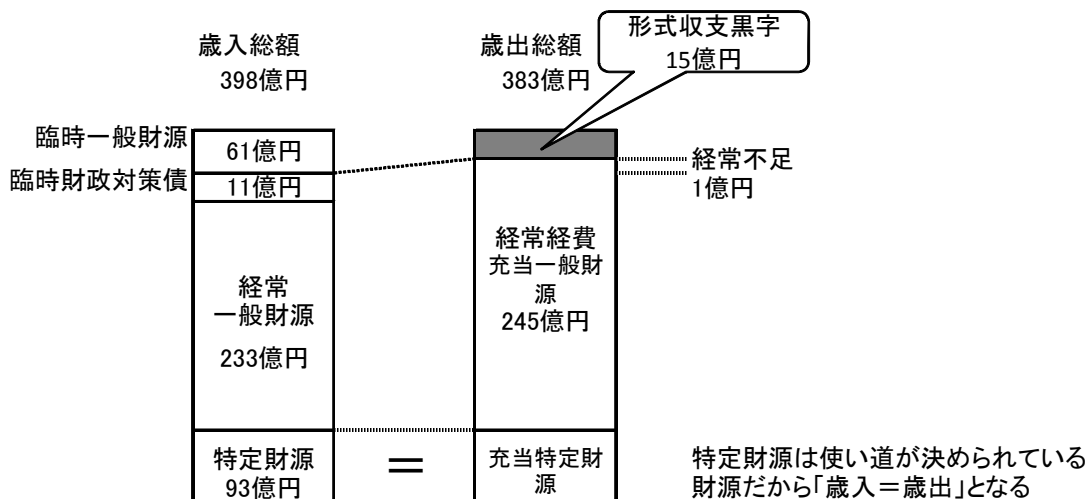 歳入総額
398億円
歳出総額
383億円
形式収支黒字
15億円
臨時一般財源
61億円
臨時財政対策債
11億円
経常
一般財源
233億円
特定財源
93億円
＝
経常経費
充当一般財
源
245億円
充当特定財
源
経常不足
1億円
特定財源は使い道が決められている
財源だから「歳入＝歳出」となる